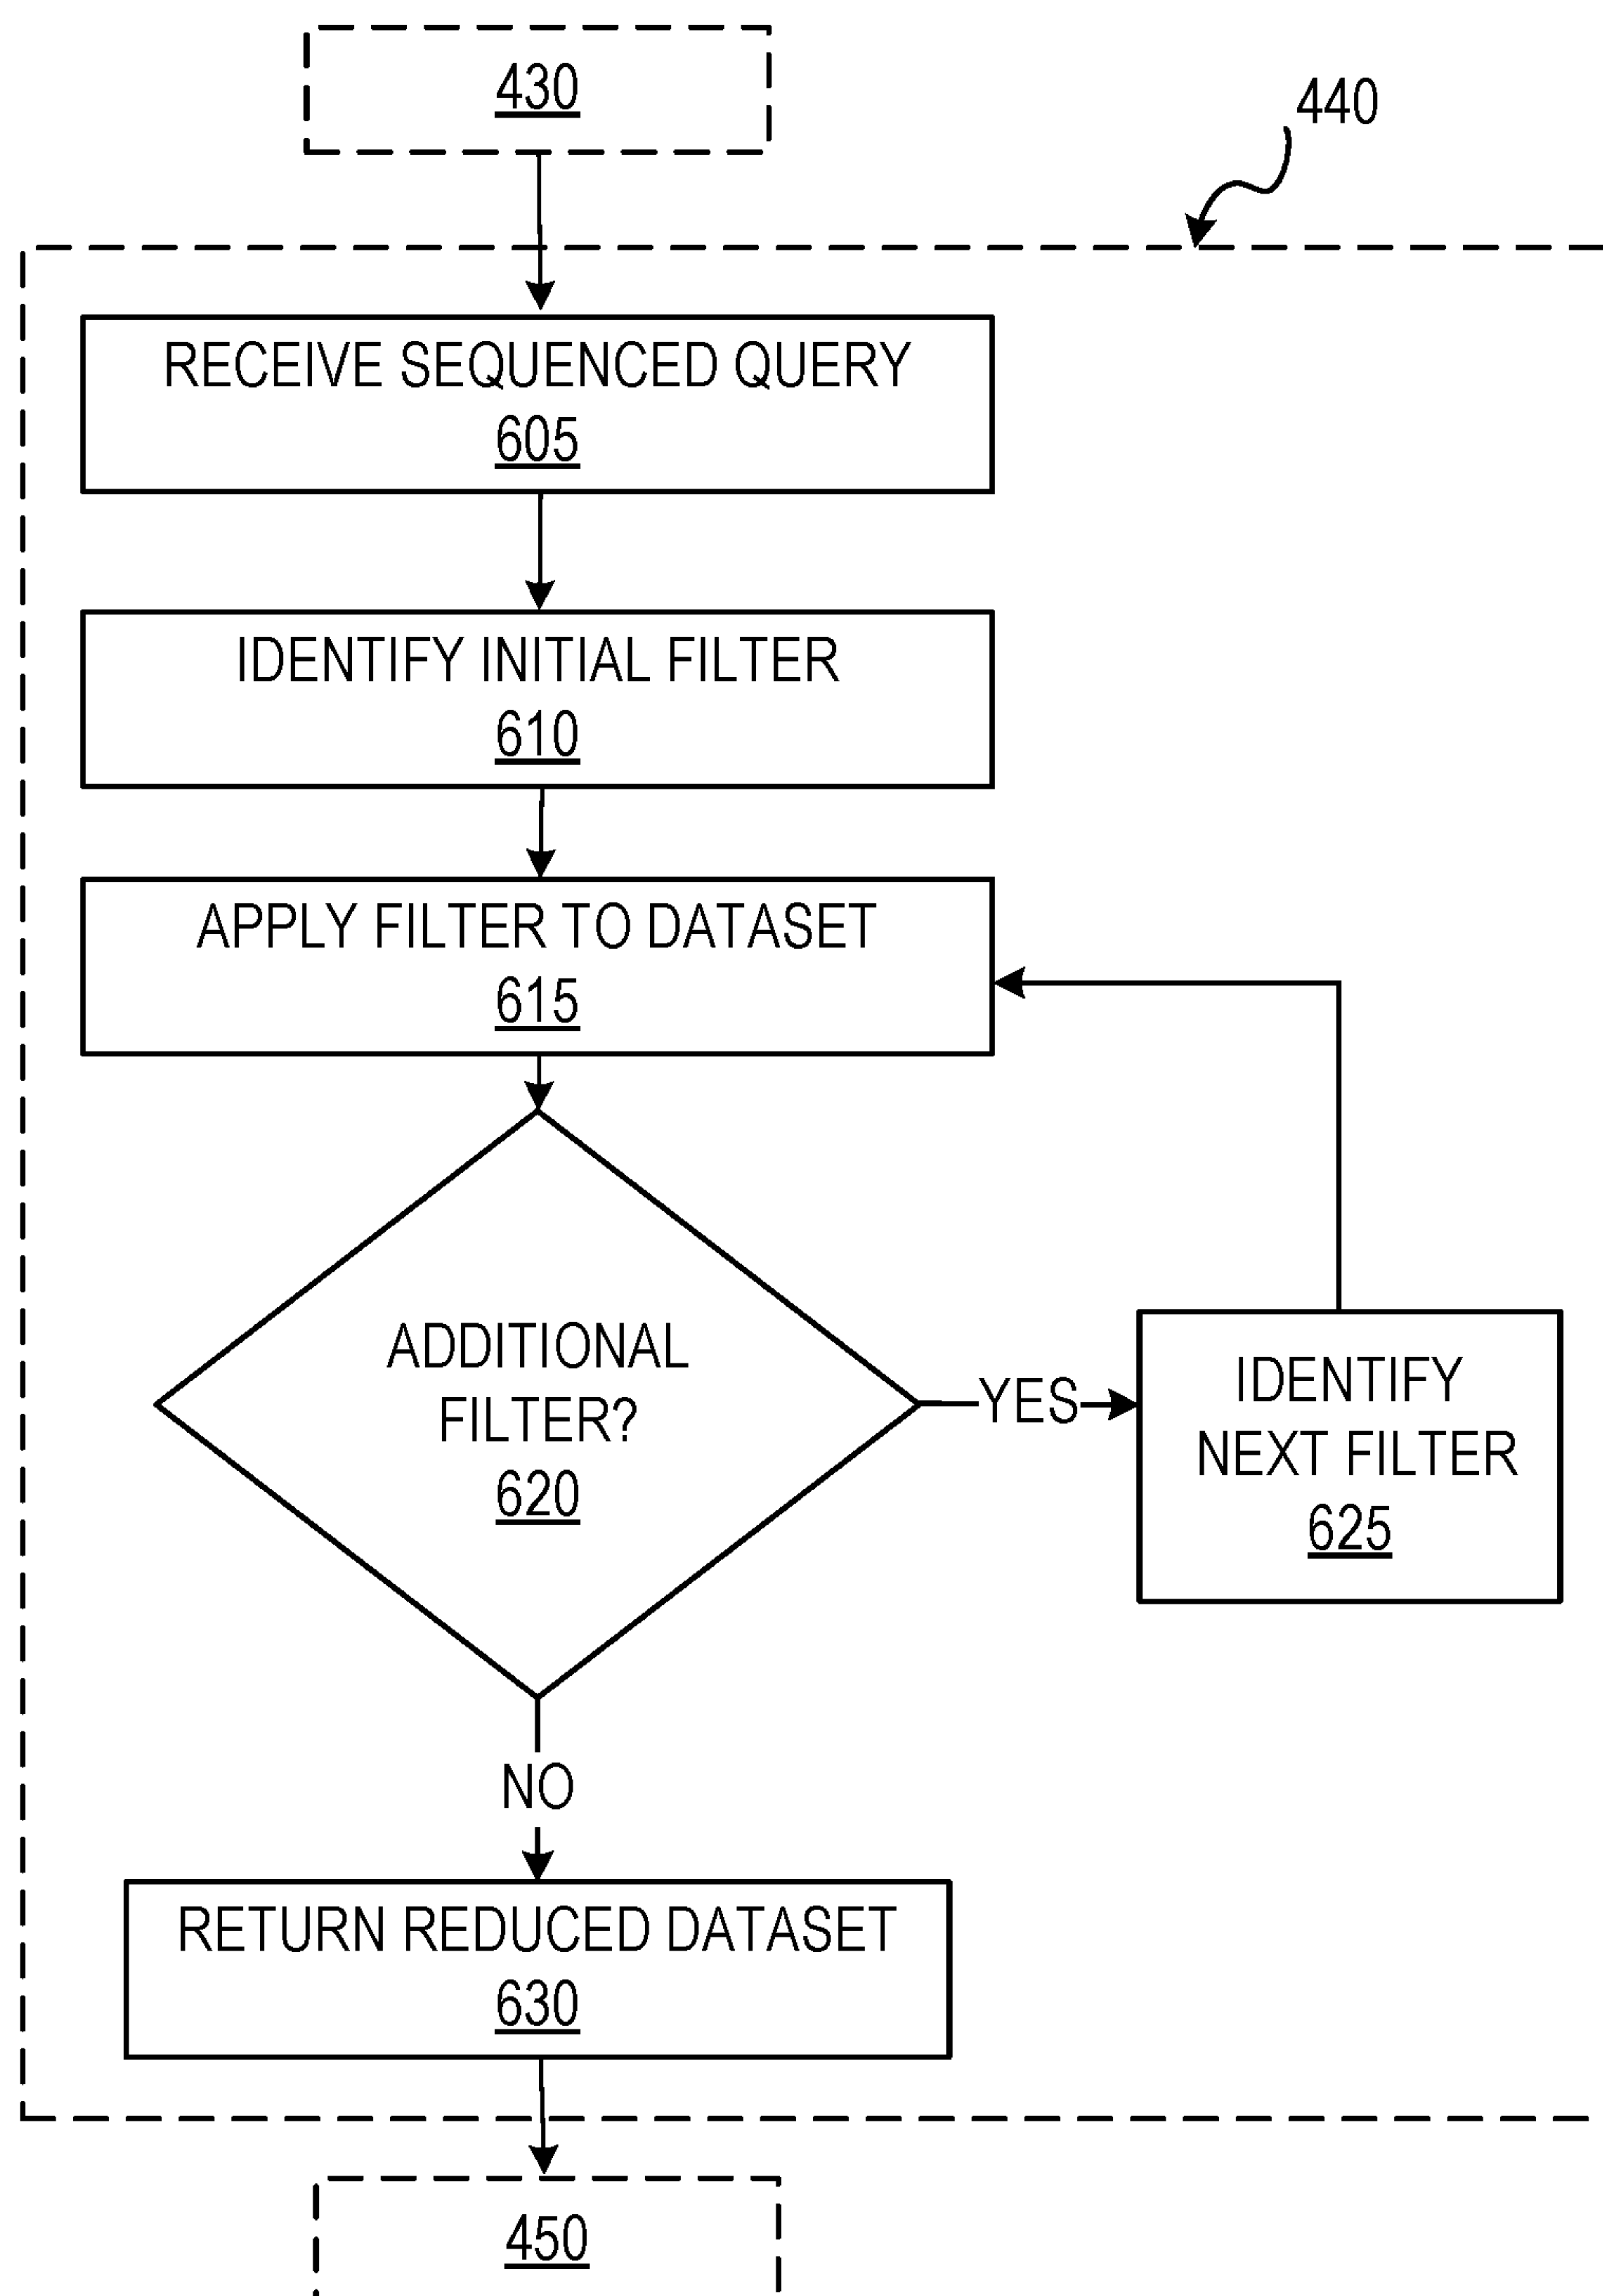 430
440
RECEIVE SEQUENCED QUERY
605
IDENTIFY INITIAL FILTER
610
APPLY FILTER TO DATASET
615
ADDITIONAL
FILTER?
620
YES
IDENTIFY
NEXT FILTER
625
NO
RETURN REDUCED DATASET
630
450